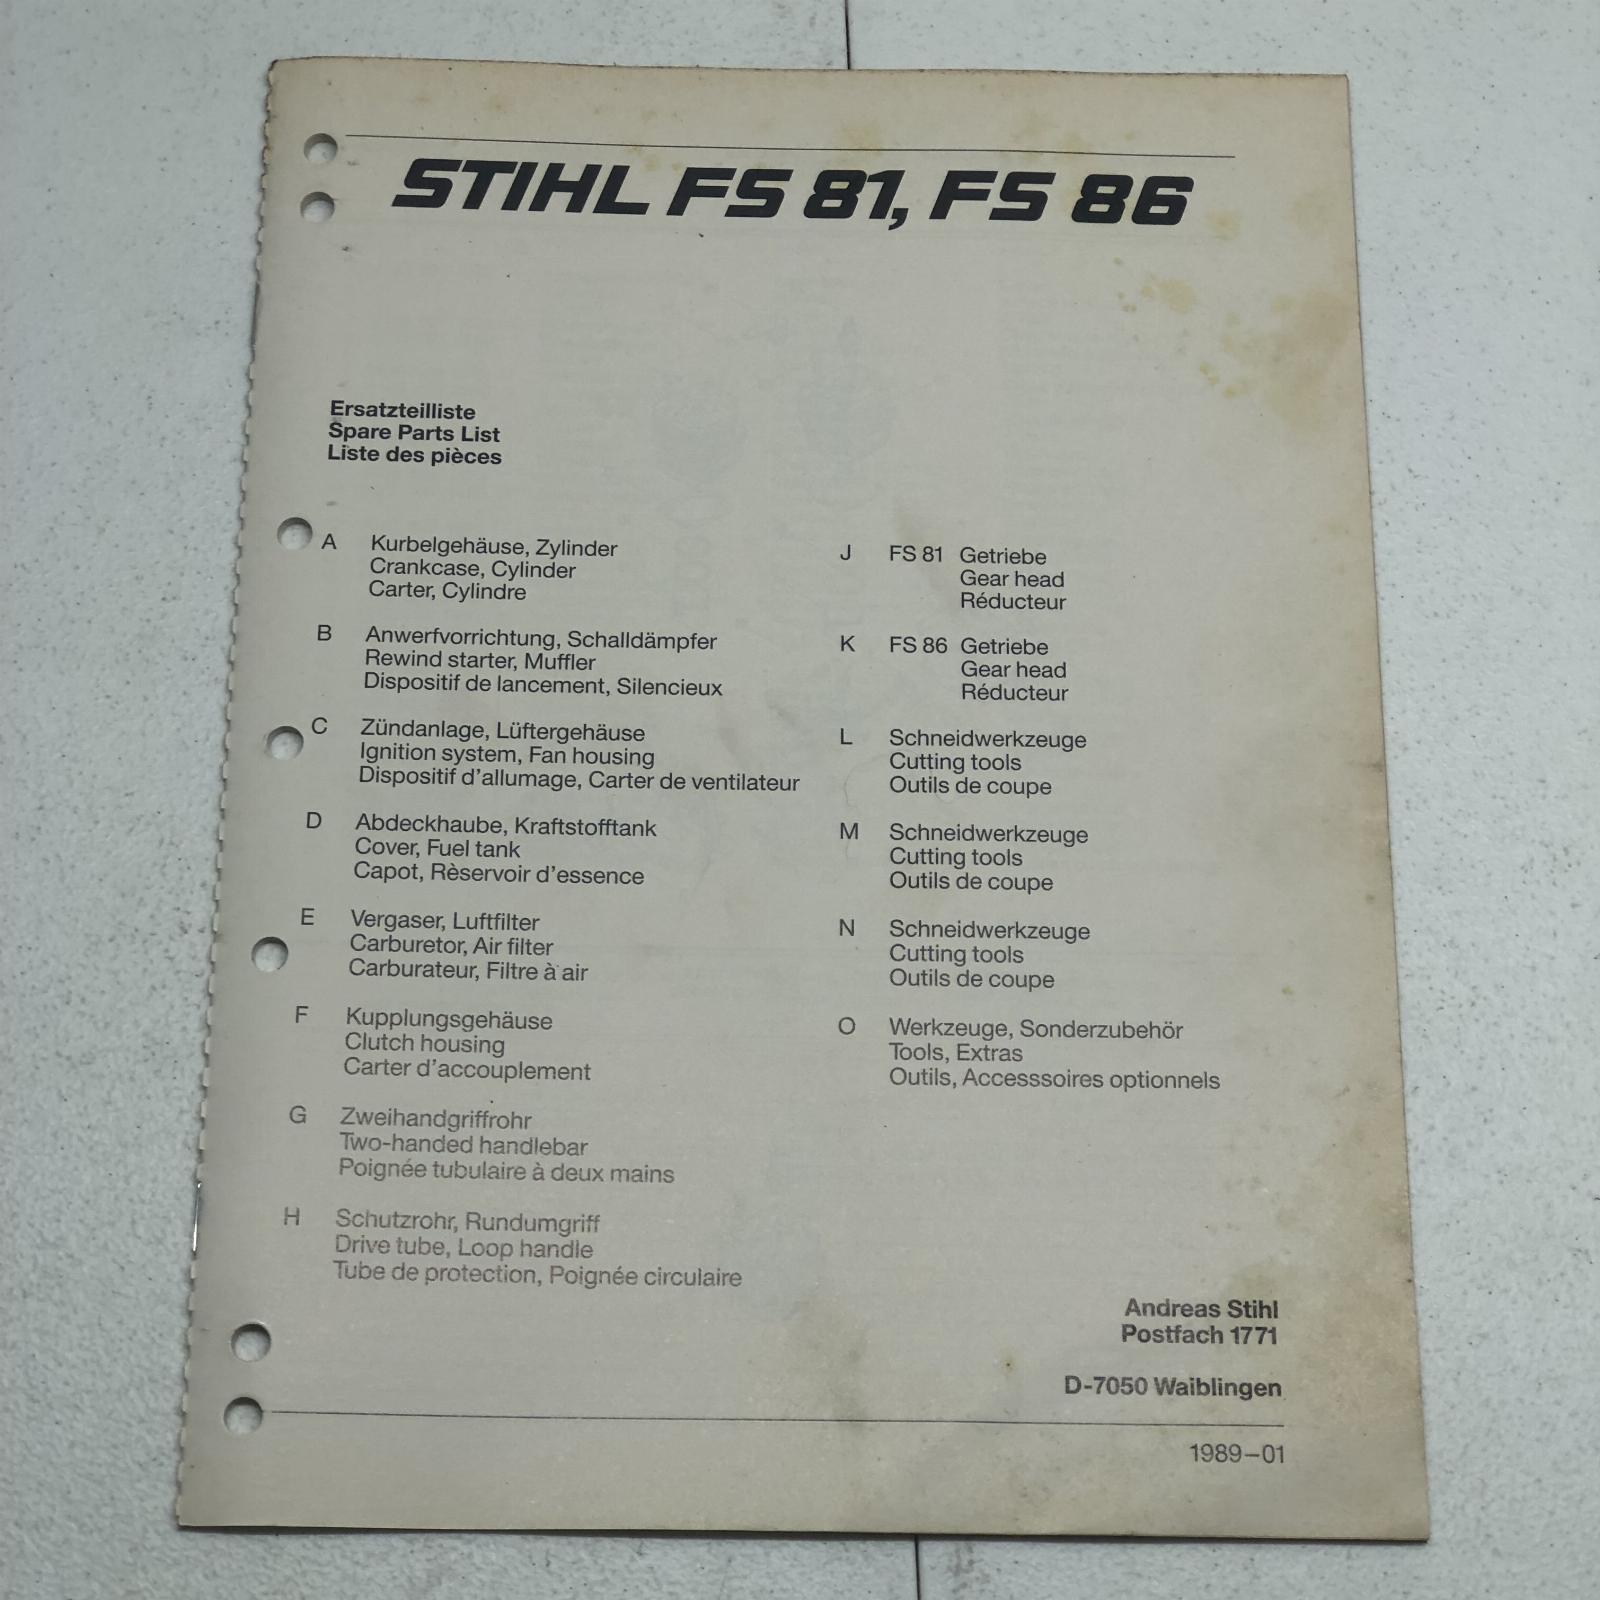 STIHL FS 81, FS 86
Ersatzteilliste
Spare Parts List
Liste des pièces
A Kurbelgehäuse, Zylinder
Crankcase, Cylinder
Carter, Cylindre
B Anwerfvorrichtung, Schalldämpfer
Rewind starter, Muffler
Dispositif de lancement, Silencieux
C Zündanlage, Lüftergehäuse
Ignition system, Fan housing
Dispositif d'allumage, Carter de ventilateur
D Abdeckhaube, Kraftstofftank
Cover, Fuel tank
Capot, Rèservoir d'essence
E Vergaser, Luftfilter
Carburetor, Air filter
Carburateur, Filtre à air
F Kupplungsgehäuse
Clutch housing
Carter d'accouplement
G Zweihandgriffrohr
Two-handed handlebar
Poignée tubulaire à deux mains
H Schutzrohr, Rundumgriff
Drive tube, Loop handle
Tube de protection, Poignée circulaire
J FS 81 Getriebe
Gear head
Réducteur
K FS 86 Getriebe
Gear head
Réducteur
L Schneidwerkzeuge
Cutting tools
Outils de coupe
M Schneidwerkzeuge
Cutting tools
Outils de coupe
N Schneidwerkzeuge
Cutting tools
Outils de coupe
O Werkzeuge, Sonderzubehör
Tools, Extras
Outils, Accesssoires optionnels
Andreas Stihl
Postfach 1771
D-7050 Waiblingen
1989–01